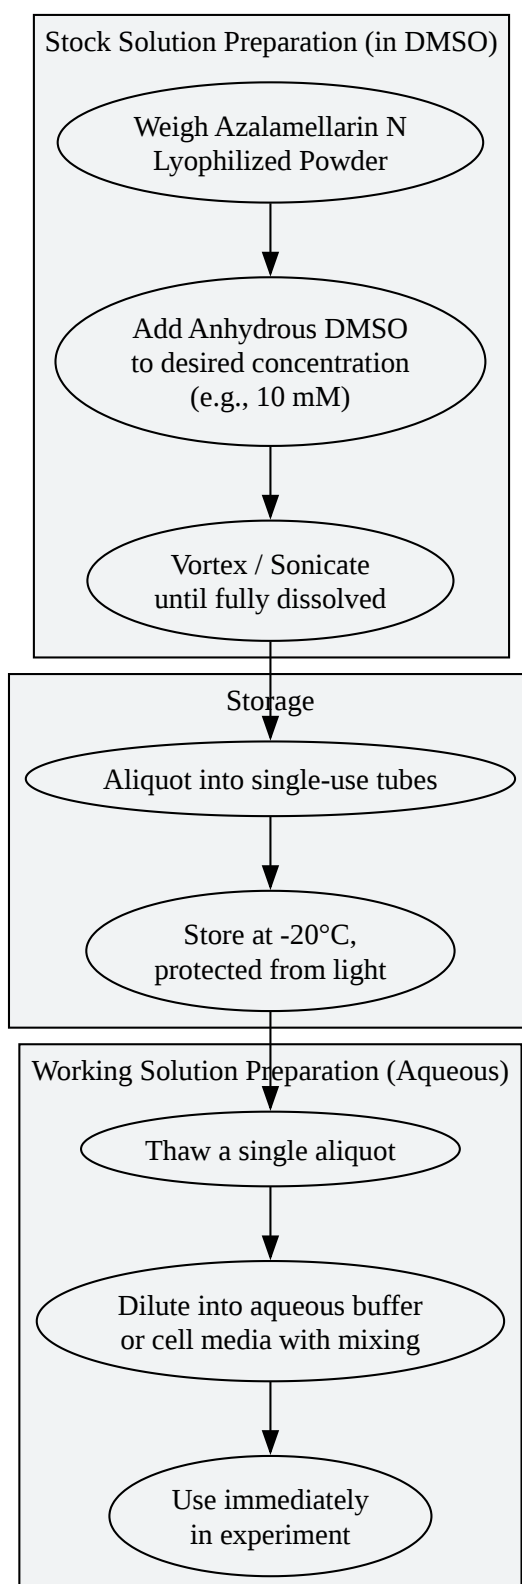 Stock Solution Preparation (in DMSO)
Weigh Azalamellarin N
Lyophilized Powder
Add Anhydrous DMSO
to desired concentration
(e.g., 10 mM)
Vortex / Sonicate
until fully dissolved
Storage
Aliquot into single-use tubes
Store at -20°C,
protected from light
Working Solution Preparation (Aqueous)
Thaw a single aliquot
Dilute into aqueous buffer
or cell media with mixing
Use immediately
in experiment